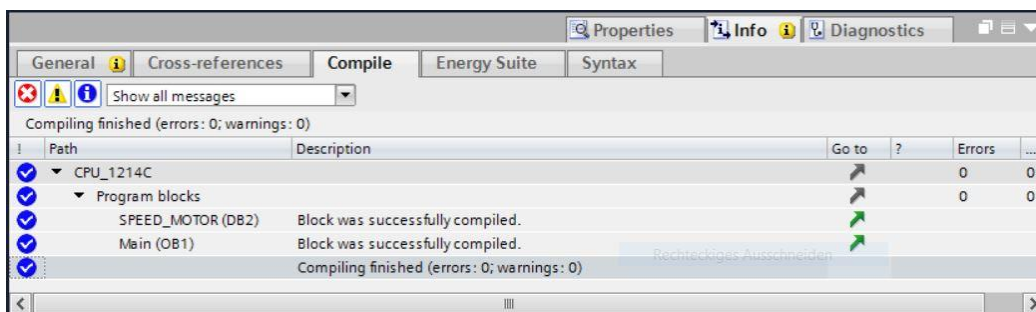 Properties Info Diagnostics
General Cross-references Compile Energy Suite Syntax
Show all messages
Compiling finished (errors: 0; warnings: 0)
! Path Description Go to ? Errors ...
CPU_1214C 0 0
Program blocks 0 0
SPEED_MOTOR (DB2) Block was successfully compiled.
Main (OB1) Block was successfully compiled.
Rechteckiges Ausschneiden
Compiling finished (errors: 0; warnings: 0)